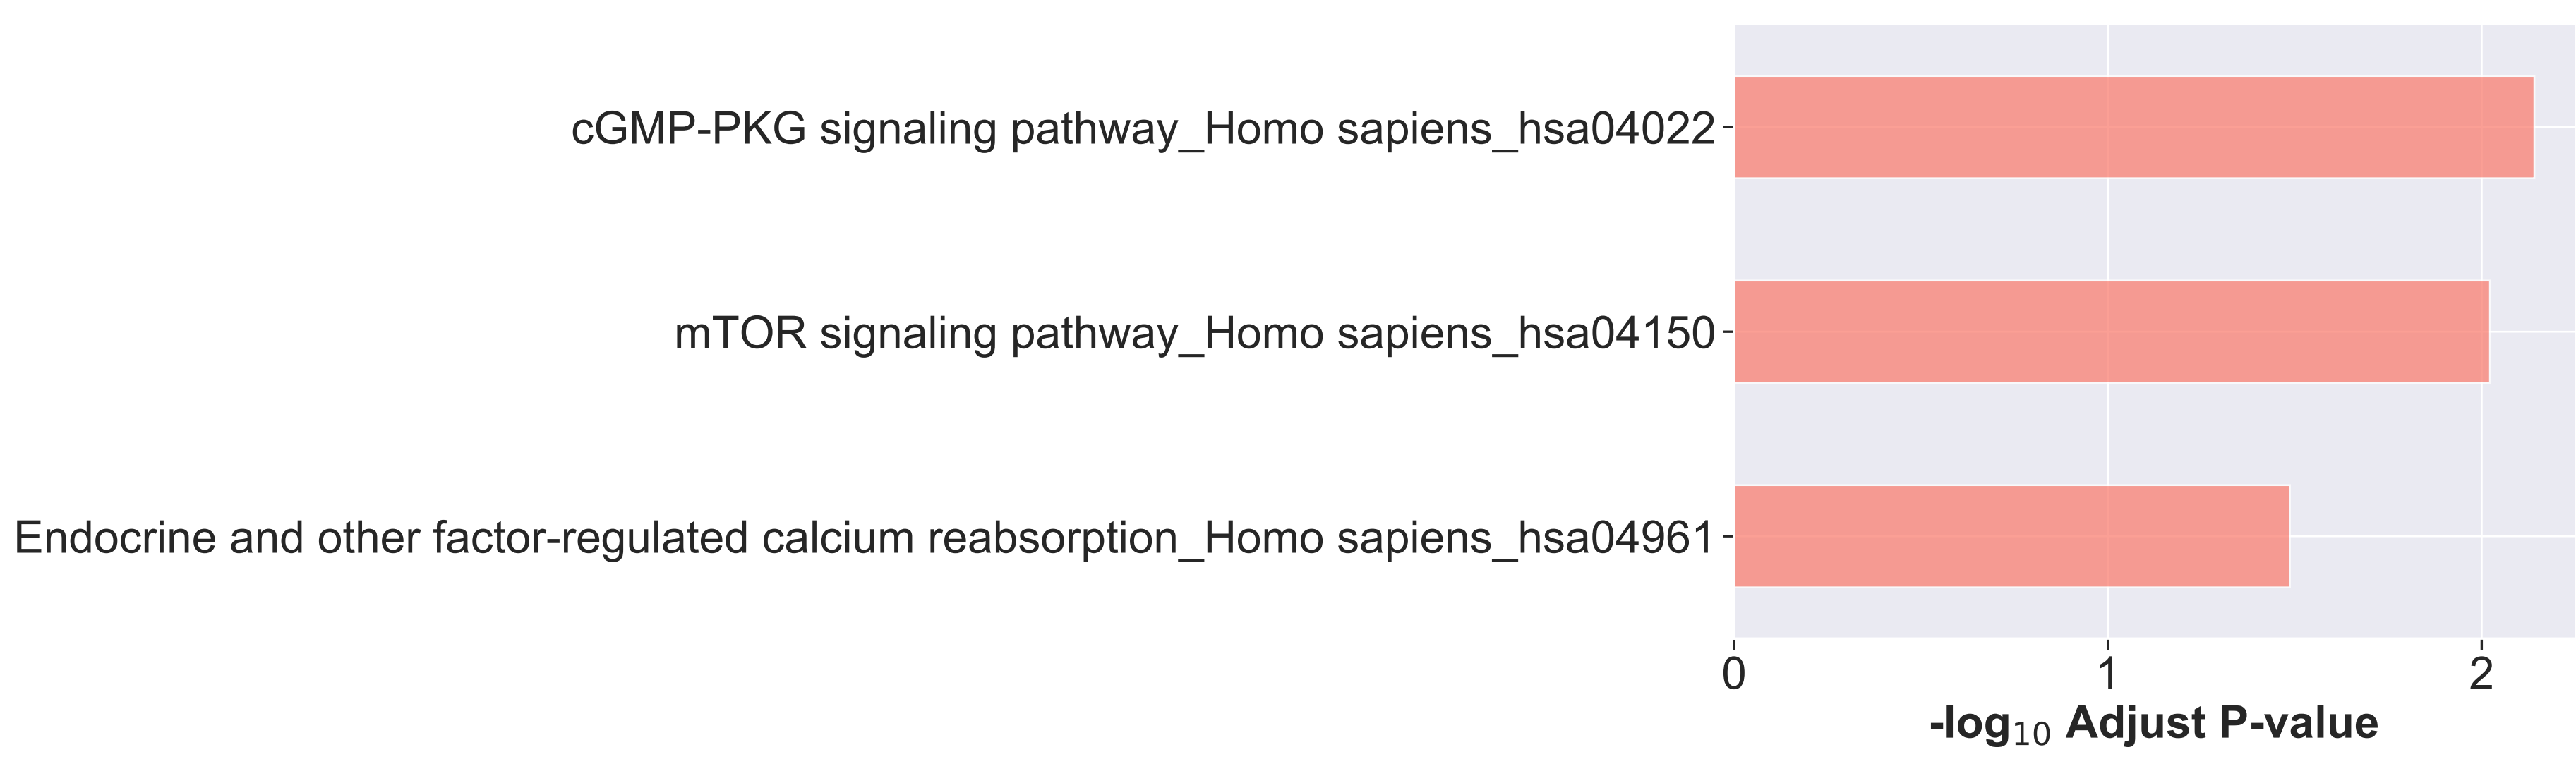 cGMP-PKG signaling pathway_Homo sapiens_hsa04022
mTOR signaling pathway_Homo sapiens_hsa04150
Endocrine and other factor-regulated calcium reabsorption_Homo sapiens_hsa04961
0 1 2
-log₁₀ Adjust P-value